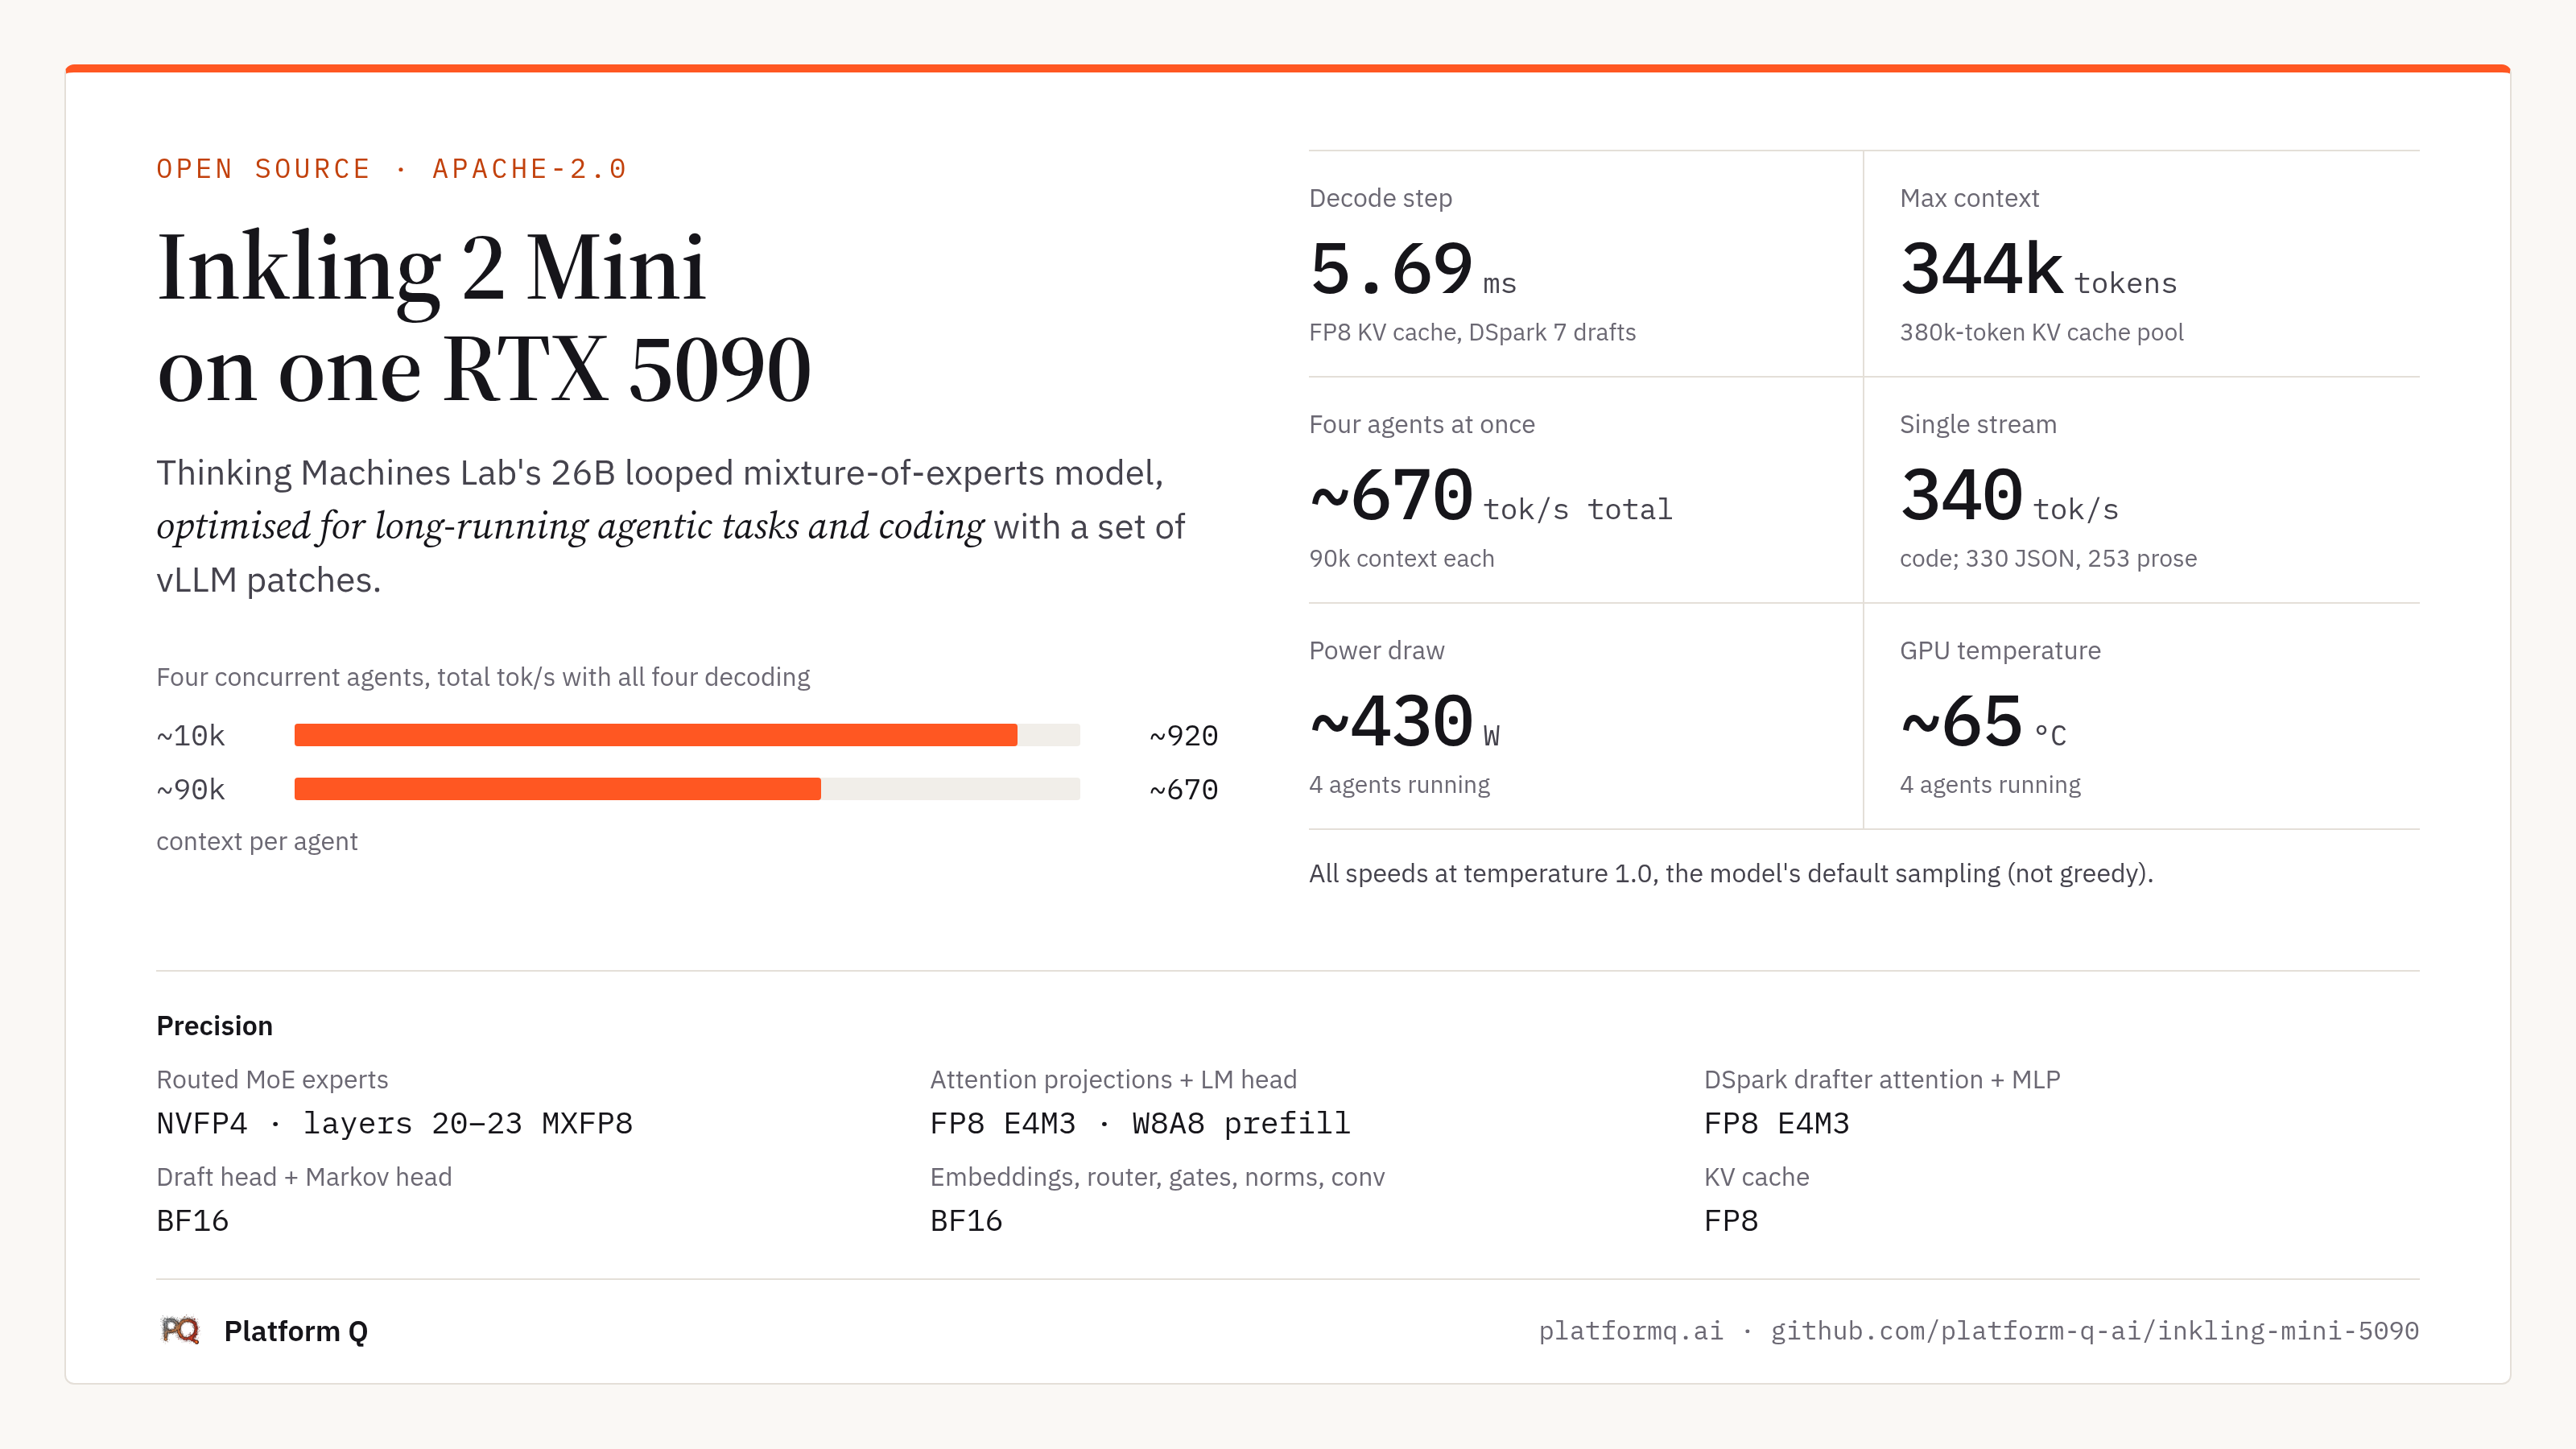 OPEN SOURCE · APACHE-2.0
Inkling 2 Mini
on one RTX 5090
Thinking Machines Lab's 26B looped mixture-of-experts model,
optimised for long-running agentic tasks and coding with a set of
vLLM patches.
Four concurrent agents, total tok/s with all four decoding
~10k ~920
~90k ~670
context per agent
Decode step
5.69 ms
FP8 KV cache, DSpark 7 drafts
Max context
344k tokens
380k-token KV cache pool
Four agents at once
~670 tok/s total
90k context each
Single stream
340 tok/s
code; 330 JSON, 253 prose
Power draw
~430 W
4 agents running
GPU temperature
~65 °C
4 agents running
All speeds at temperature 1.0, the model's default sampling (not greedy).
Precision
Routed MoE experts
NVFP4 · layers 20–23 MXFP8
Attention projections + LM head
FP8 E4M3 · W8A8 prefill
DSpark drafter attention + MLP
FP8 E4M3
Draft head + Markov head
BF16
Embeddings, router, gates, norms, conv
BF16
KV cache
FP8
PQ Platform Q
platformq.ai · github.com/platform-q-ai/inkling-mini-5090